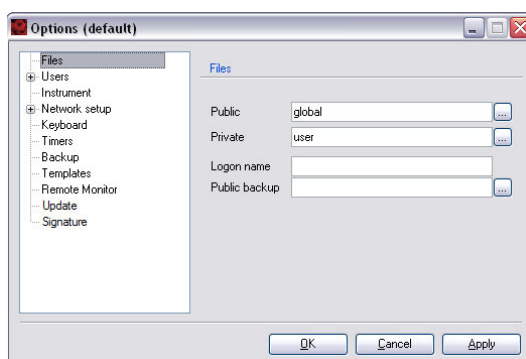 Options (default)
Files
Users
Instrument
Network setup
Keyboard
Timers
Backup
Templates
Remote Monitor
Update
Signature
Files
Public global ...
Private user ...
Logon name
Public backup ...
OK Cancel Apply